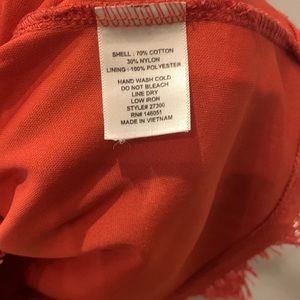 SHELL : 70% COTTON
30% NYLON
LINING : 100% POLYESTER
HAND WASH COLD
DO NOT BLEACH
LINE DRY
LOW IRON
STYLE# 27300
RN# 146051
MADE IN VIETNAM